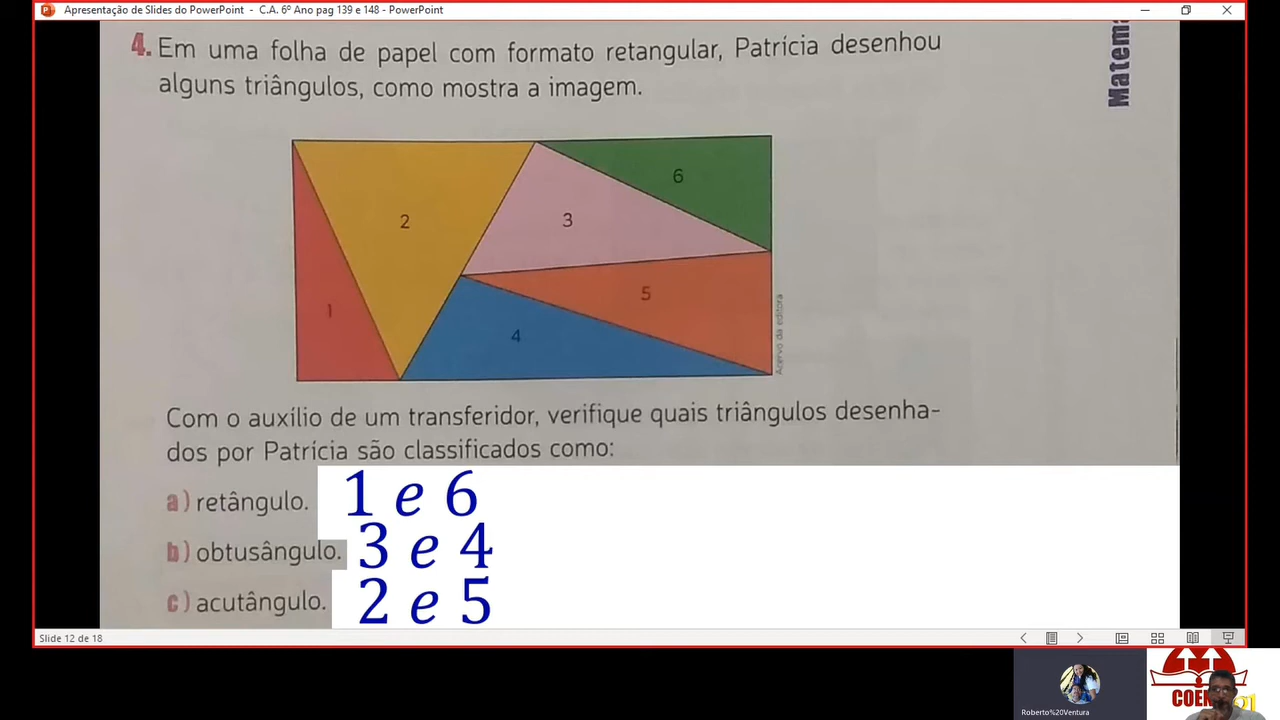 Apresentação de Slides do PowerPoint - C.A. 6º Ano pag 139 e 148 - PowerPoint
4. Em uma folha de papel com formato retangular, Patrícia desenhou
alguns triângulos, como mostra a imagem.
Matem
6
2
3
5
1
4
Acervo da editora
Com o auxílio de um transferidor, verifique quais triângulos desenha-
dos por Patrícia são classificados como:
a) retângulo. 1 e 6
b) obtusângulo. 3 e 4
c) acutângulo. 2 e 5
Slide 12 de 18
Roberto%20Ventura